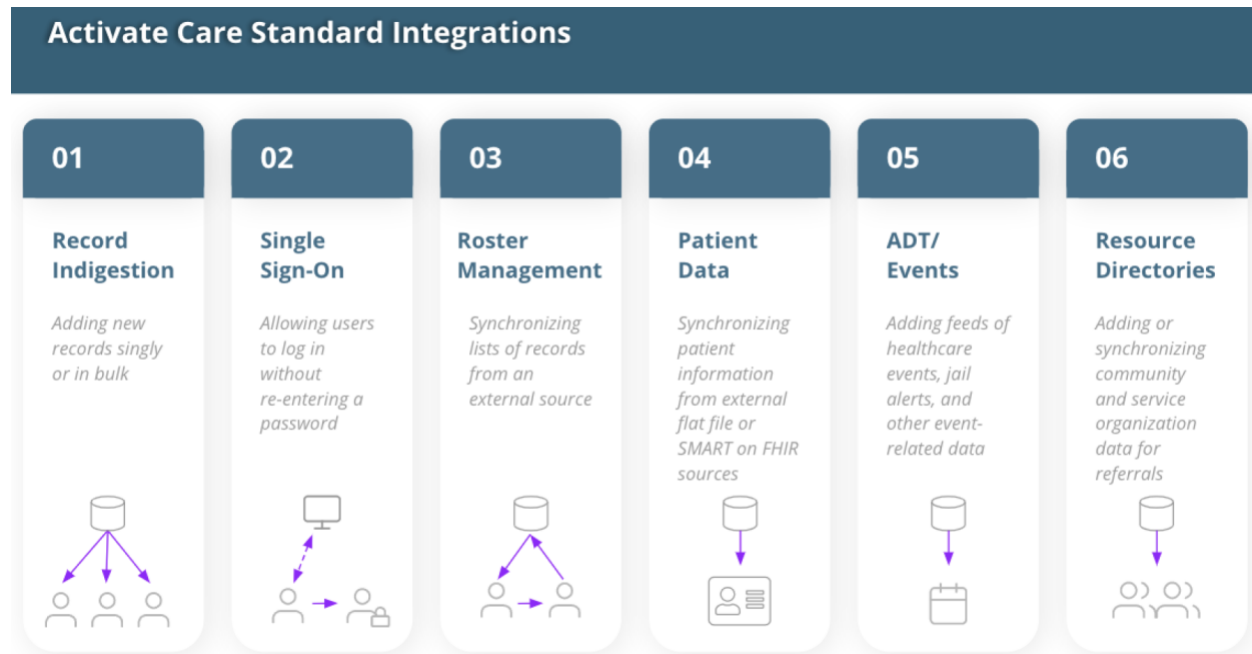 Activate Care Standard Integrations
01
Record
Indigestion
Adding new
records singly
or in bulk
02
Single
Sign-On
Allowing users
to log in
without
re-entering a
password
03
Roster
Management
Synchronizing
lists of records
from an
external source
04
Patient
Data
Synchronizing
patient
information
from external
flat file or
SMART on FHIR
sources
05
ADT/
Events
Adding feeds of
healthcare
events, jail
alerts, and
other event-
related data
06
Resource
Directories
Adding or
synchronizing
community
and service
organization
data for
referrals